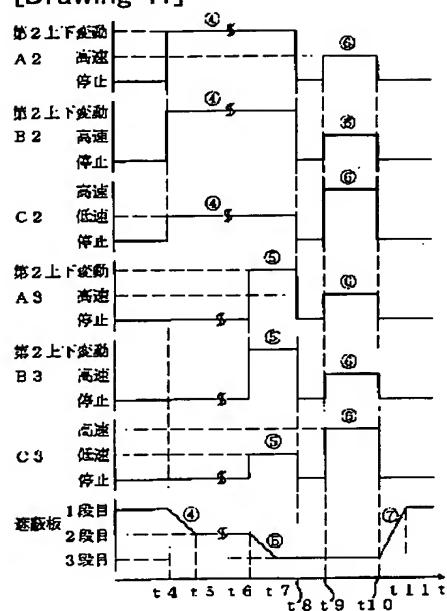 [Drawing 11]
④
第2上下変動
A2 高速 ⑥
停止
第2上下変動 ④
B2 高速 ⑥
停止
高速 ⑥
C2 低速 ④
停止
第2上下変動 ⑤
A3 高速 ⑥
停止
第2上下変動 ⑤
B3 高速 ⑥
停止
高速 ⑥
C3 低速 ⑤
停止
1段目 ④ ⑦
遮蔽板 2段目 ⑥
3段目
t4 t5 t6 t7 t8 t9 t10 t11 t